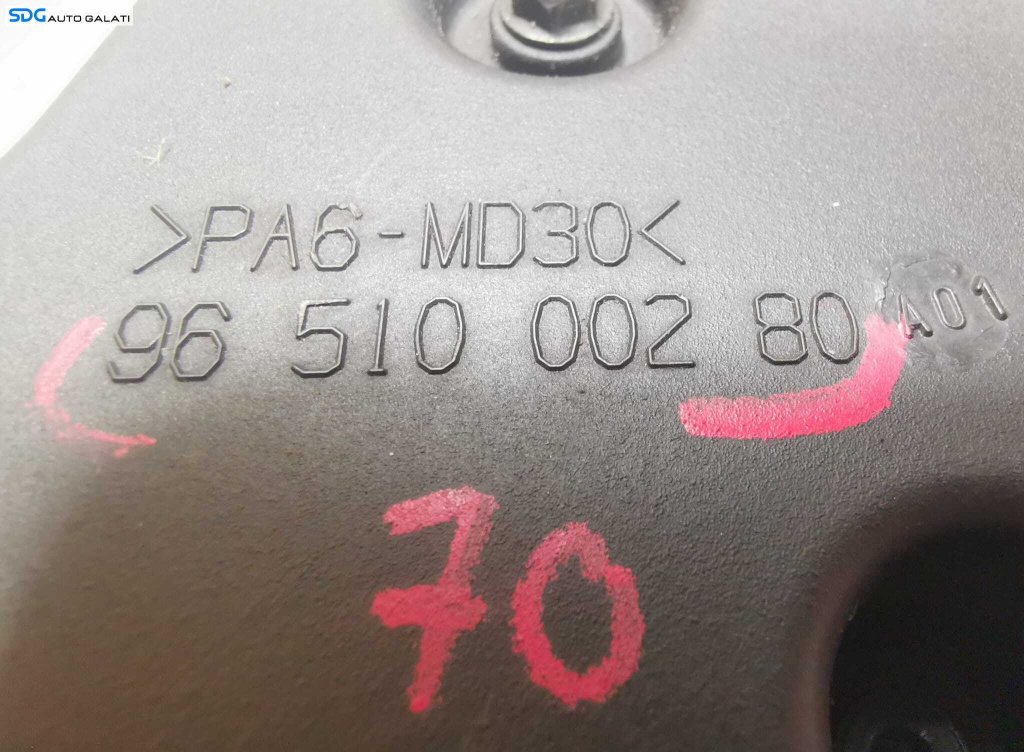 SDG AUTO GALATI
>PA6-MD30<
96 510 002 80 A01
70